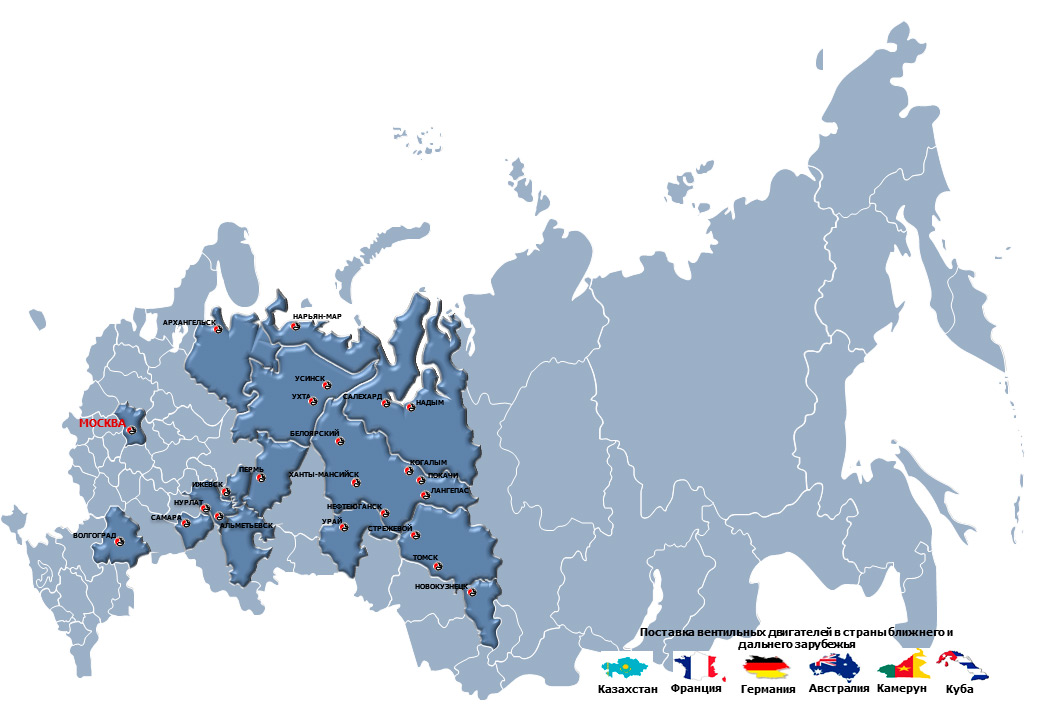 НАРЬЯН-МАР
АРХАНГЕЛЬСК
УСИНСК
УХТА
САЛЕХАРД
НАДЫМ
МОСКВА
БЕЛОЯРСКИЙ
КОГАЛЫМ
ПЕРМЬ
ХАНТЫ-МАНСИЙСК
ПОКАЧИ
ИЖЕВСК
ЛАНГЕПАС
НУРЛАТ
НЕФТЕЮГАНСК
САМАРА
УРАЙ
АЛЬМЕТЬЕВСК
СТРЕЖЕВОЙ
ВОЛГОГРАД
ТОМСК
НОВОКУЗНЕЦК
Поставка вентильных двигателей в страны ближнего и
дальнего зарубежья
Казахстан Франция Германия Австралия Камерун Куба